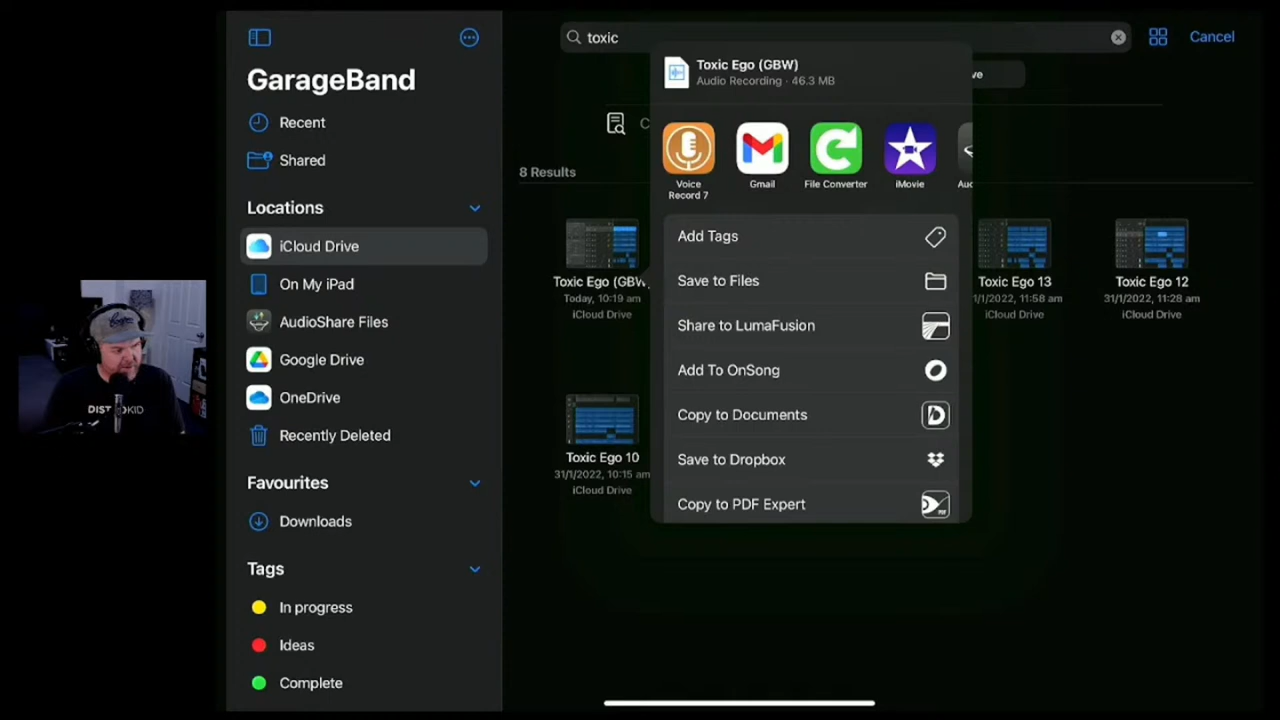 toxic
Cancel
GarageBand
Recent
Shared
Locations
iCloud Drive
On My iPad
AudioShare Files
Google Drive
OneDrive
Recently Deleted
Favourites
Downloads
Tags
In progress
Ideas
Complete
8 Results
Toxic Ego (GBW)
Audio Recording · 46.3 MB
Voice
Record 7
Gmail
File Converter
iMovie
Add Tags
Save to Files
Share to LumaFusion
Add To OnSong
Copy to Documents
Save to Dropbox
Copy to PDF Expert
PDF
Toxic Ego (GBW)
Today, 10:19 am
iCloud Drive
Toxic Ego 13
/1/2022, 11:58 am
iCloud Drive
Toxic Ego 12
31/1/2022, 11:28 am
iCloud Drive
Toxic Ego 10
31/1/2022, 10:15 am
iCloud Drive